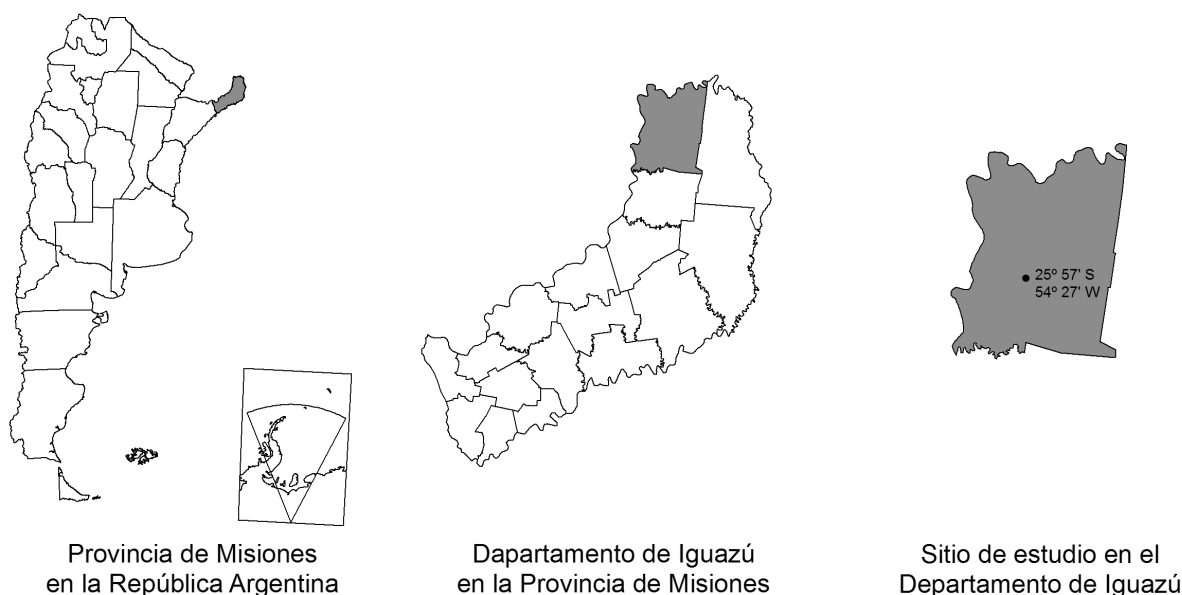 25º 57' S
54º 27' W
Provincia de Misiones
en la República Argentina
Dapartamento de Iguazú
en la Provincia de Misiones
Sitio de estudio en el
Departamento de Iguazú